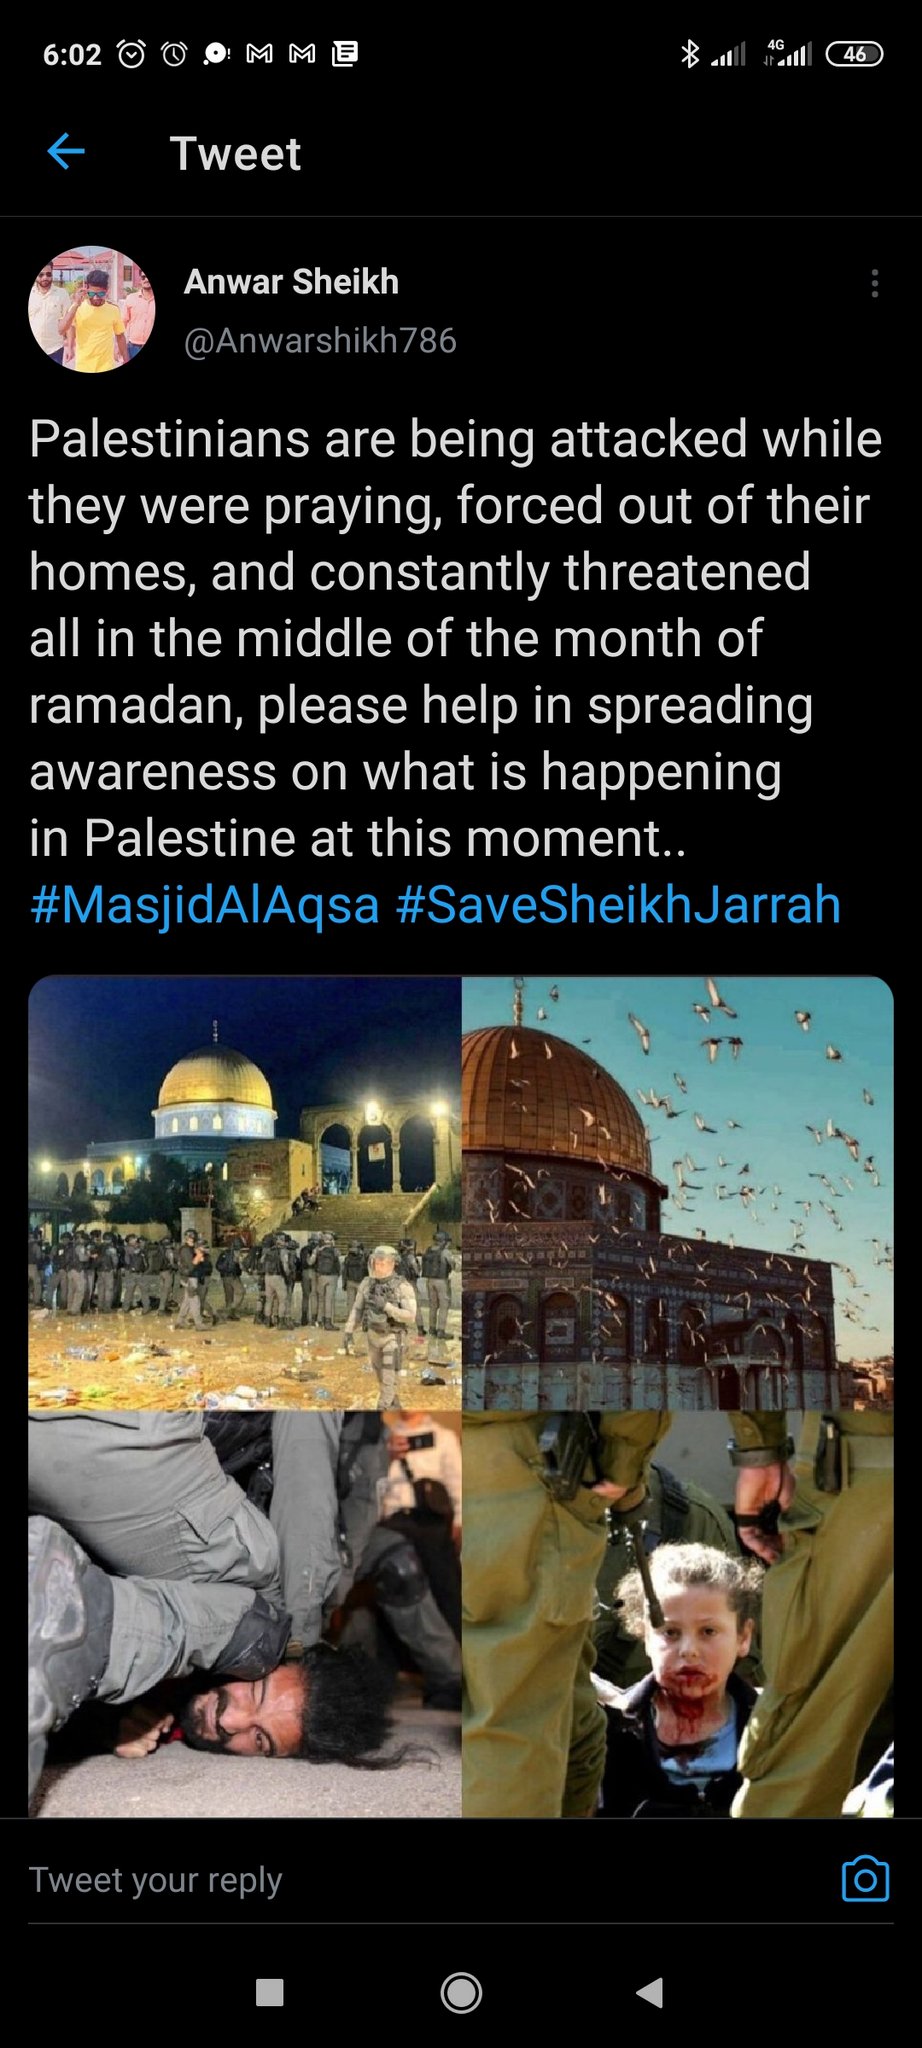 6:02
4G
46
Tweet
Anwar Sheikh
@Anwarshikh786
Palestinians are being attacked while
they were praying, forced out of their
homes, and constantly threatened
all in the middle of the month of
ramadan, please help in spreading
awareness on what is happening
in Palestine at this moment..
#MasjidAlAqsa #SaveSheikhJarrah
Tweet your reply